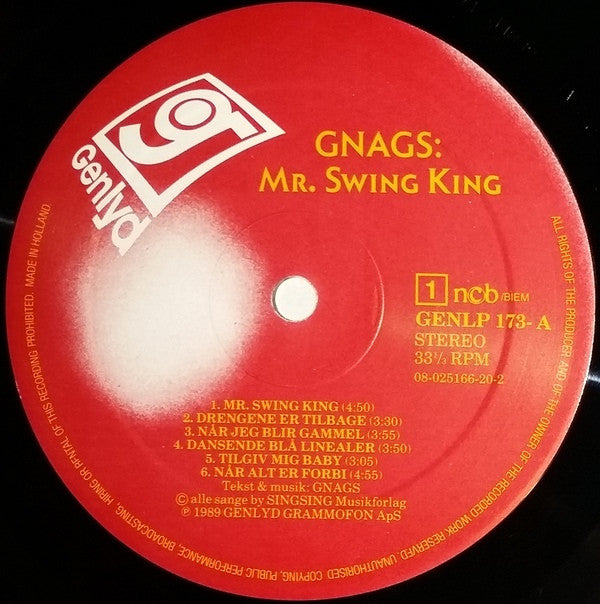 g
Genlyd
GNAGS:
MR. SWING KING
1 ncb /BIEM
GENLP 173-A
STEREO
33⅓ RPM
08-025166-20-2
1. MR. SWING KING (4:50)
2. DRENGENE ER TILBAGE (3:30)
3. NÅR JEG BLIR GAMMEL (3:55)
4. DANSENDE BLÅ LINEALER (3:50)
5. TILGIV MIG BABY (3:05)
6. NÅR ALT ER FORBI (4:55)
Tekst & musik: GNAGS
© alle sange by SINGSING Musikforlag
℗ 1989 GENLYD GRAMMOFON ApS
ALL RIGHTS OF THE PRODUCER AND OF THE OWNER OF THE RECORDED WORK RESERVED. UNAUTHORISED COPYING, PUBLIC PERFORMANCE, BROADCASTING, HIRING OR RENTAL OF THIS RECORDING PROHIBITED. MADE IN HOLLAND